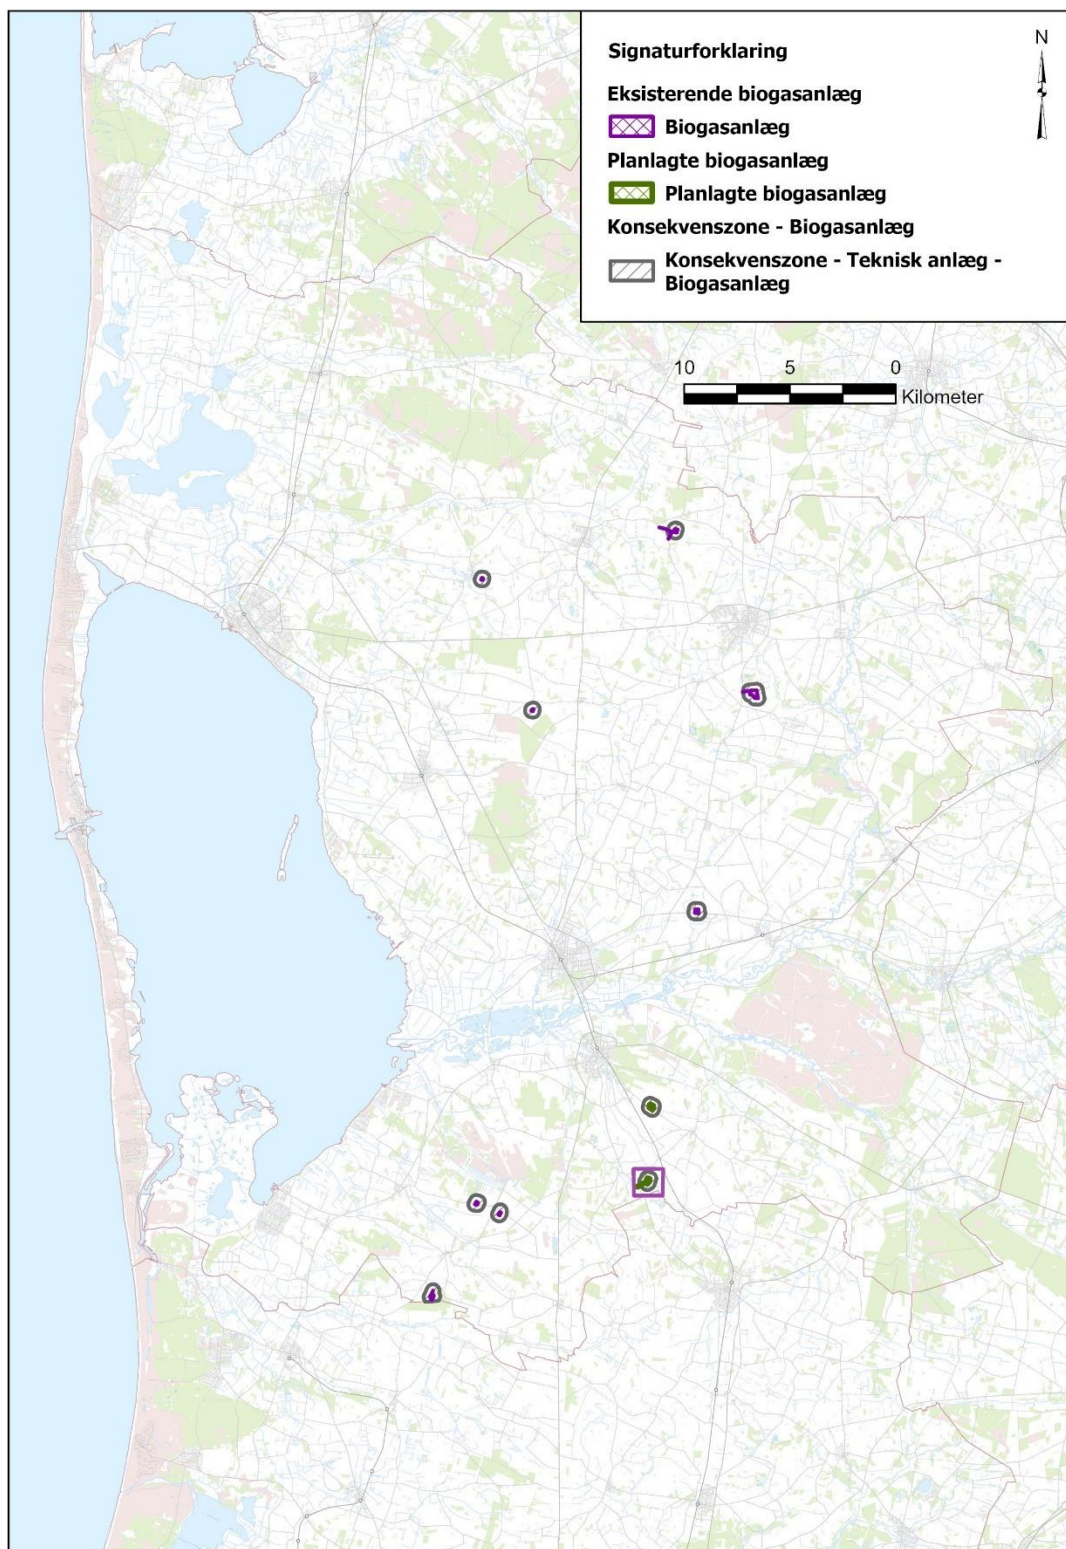 Signaturforklaring
N
Eksisterende biogasanlæg
Biogasanlæg
Planlagte biogasanlæg
Planlagte biogasanlæg
Konsekvenszone - Biogasanlæg
Konsekvenszone - Teknisk anlæg -
Biogasanlæg
10 5 0
Kilometer